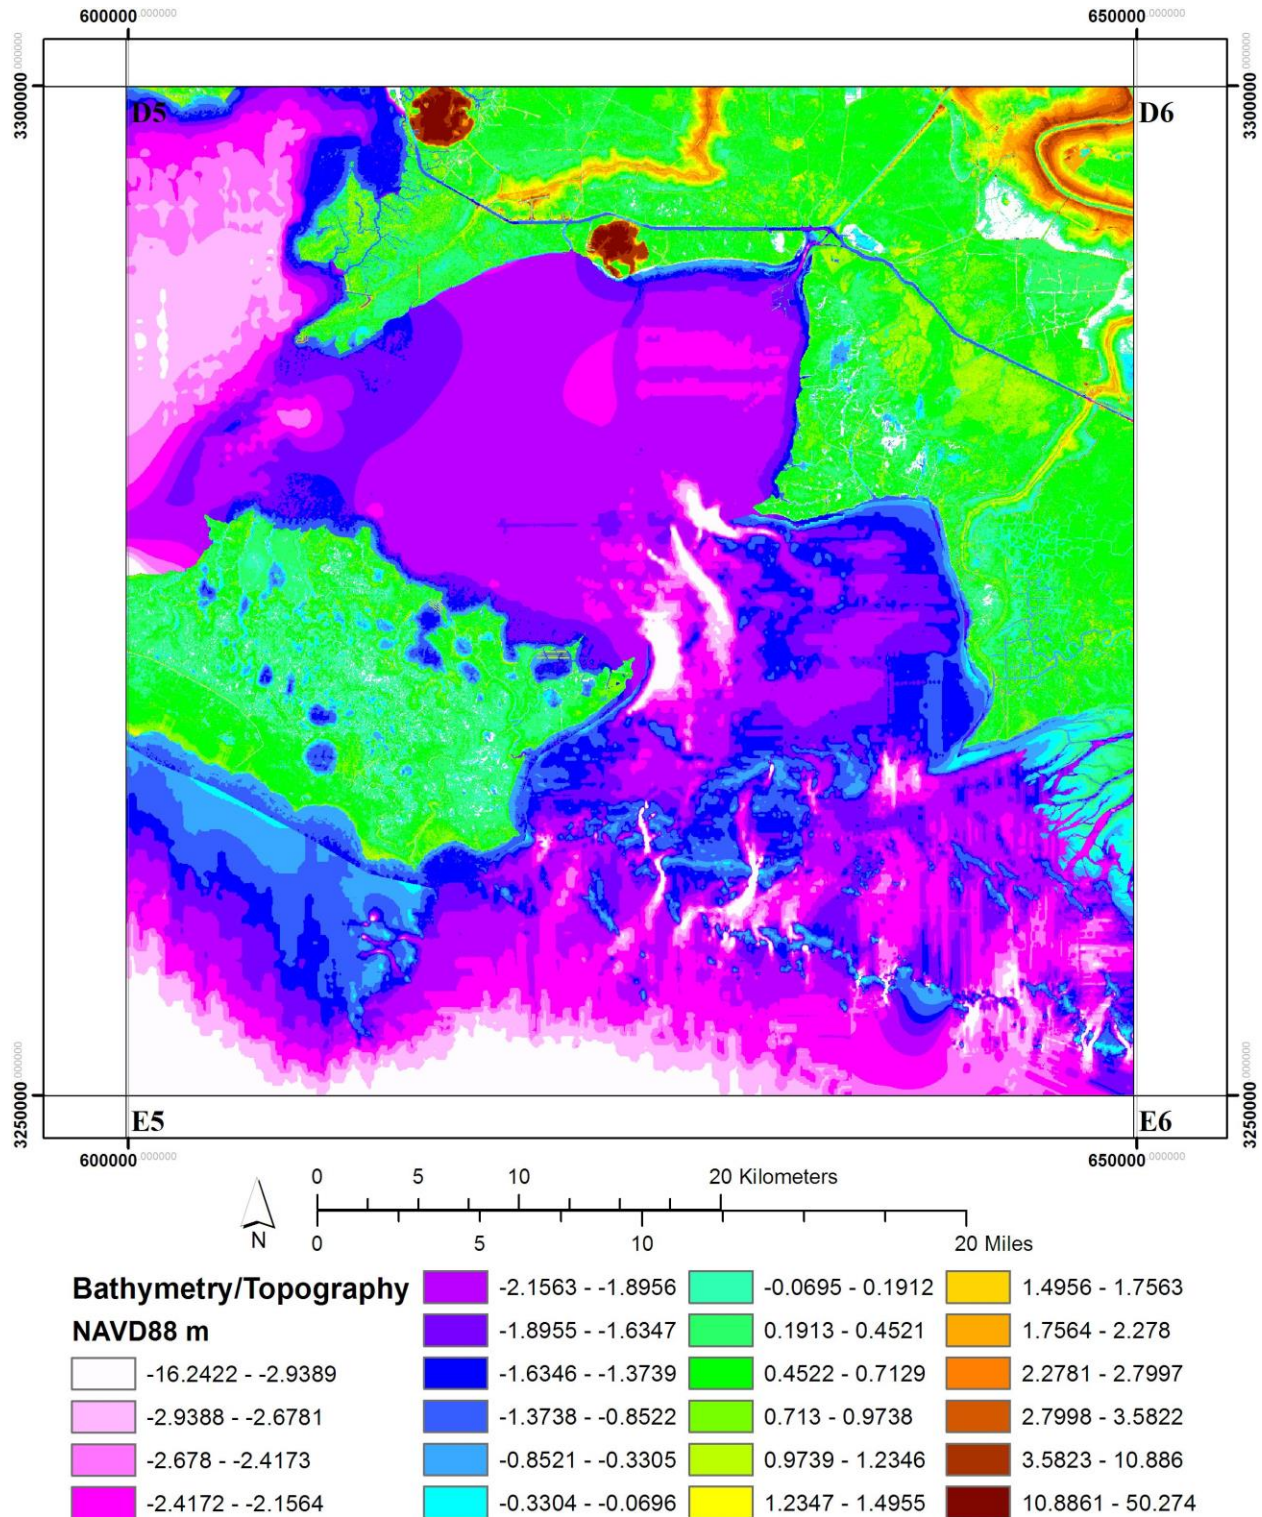 600000.000000 650000.000000
3300000.000000 3300000.000000
D5 D6
3250000.000000 3250000.000000
E5 E6
600000.000000 650000.000000
0 5 10 20 Kilometers
N
0 5 10 20 Miles
Bathymetry/Topography
NAVD88 m
-16.2422 - -2.9389
-2.9388 - -2.6781
-2.678 - -2.4173
-2.4172 - -2.1564
-2.1563 - -1.8956
-1.8955 - -1.6347
-1.6346 - -1.3739
-1.3738 - -0.8522
-0.8521 - -0.3305
-0.3304 - -0.0696
-0.0695 - 0.1912
0.1913 - 0.4521
0.4522 - 0.7129
0.713 - 0.9738
0.9739 - 1.2346
1.2347 - 1.4955
1.4956 - 1.7563
1.7564 - 2.278
2.2781 - 2.7997
2.7998 - 3.5822
3.5823 - 10.886
10.8861 - 50.274